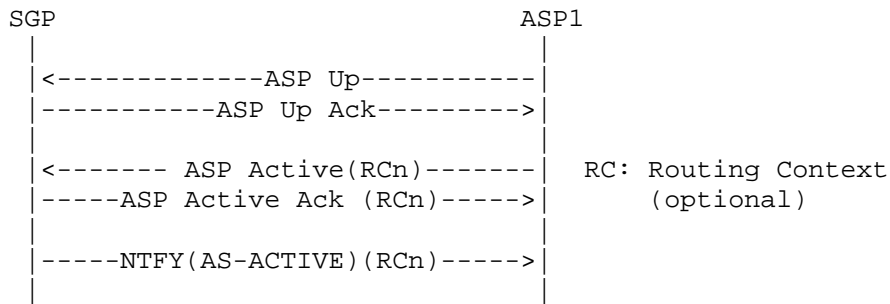 SGP ASP1
|<-------------ASP Up-----------|
|-----------ASP Up Ack--------->|
|<------- ASP Active(RCn)-------| RC: Routing Context
|-----ASP Active Ack (RCn)----->| (optional)
|-----NTFY(AS-ACTIVE)(RCn)----->|